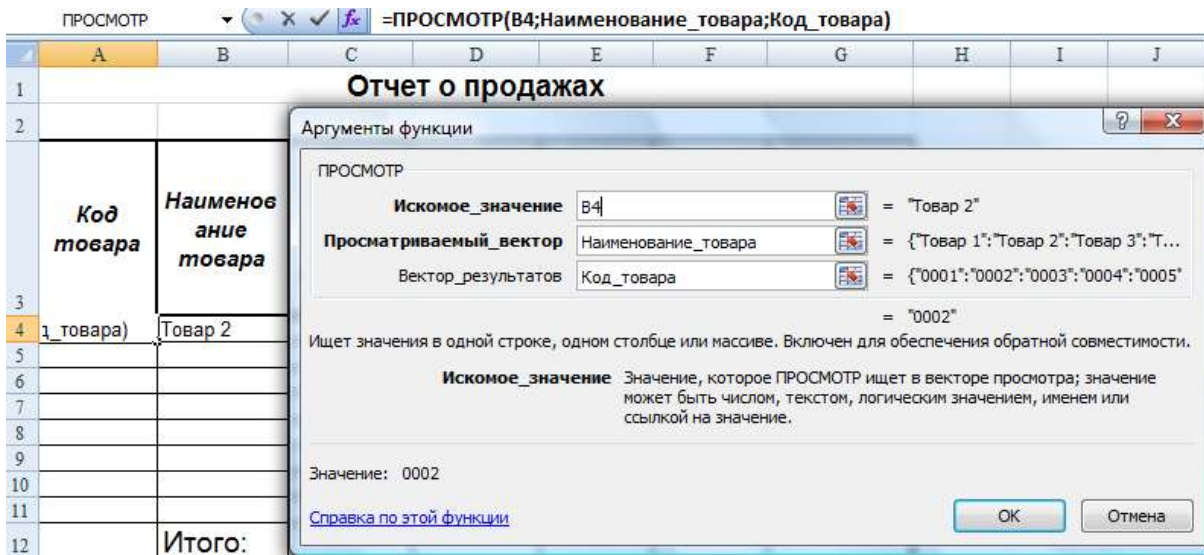 ПРОСМОТР =ПРОСМОТР(B4;Наименование_товара;Код_товара)
A B C D E F G H I J
1 Отчет о продажах
2
Аргументы функции
ПРОСМОТР
Искомое_значение B4 = "Товар 2"
Просматриваемый_вектор Наименование_товара = {"Товар 1":"Товар 2":"Товар 3":"Т...
Вектор_результатов Код_товара = {"0001":"0002":"0003":"0004":"0005"
= "0002"
Ищет значения в одной строке, одном столбце или массиве. Включен для обеспечения обратной совместимости.
Искомое_значение Значение, которое ПРОСМОТР ищет в векторе просмотра; значение
может быть числом, текстом, логическим значением, именем или
ссылкой на значение.
Значение: 0002
Справка по этой функции OK Отмена
Код
товара
Наименов
ание
товара
3
4 д_товара) Товар 2
5
6
7
8
9
10
11
12 Итого: